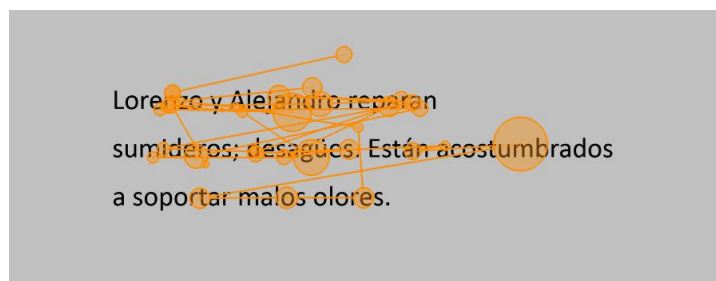 Lorenzo y Alejandro reparan
sumideros; desagües. Están acostumbrados
a soportar malos olores.